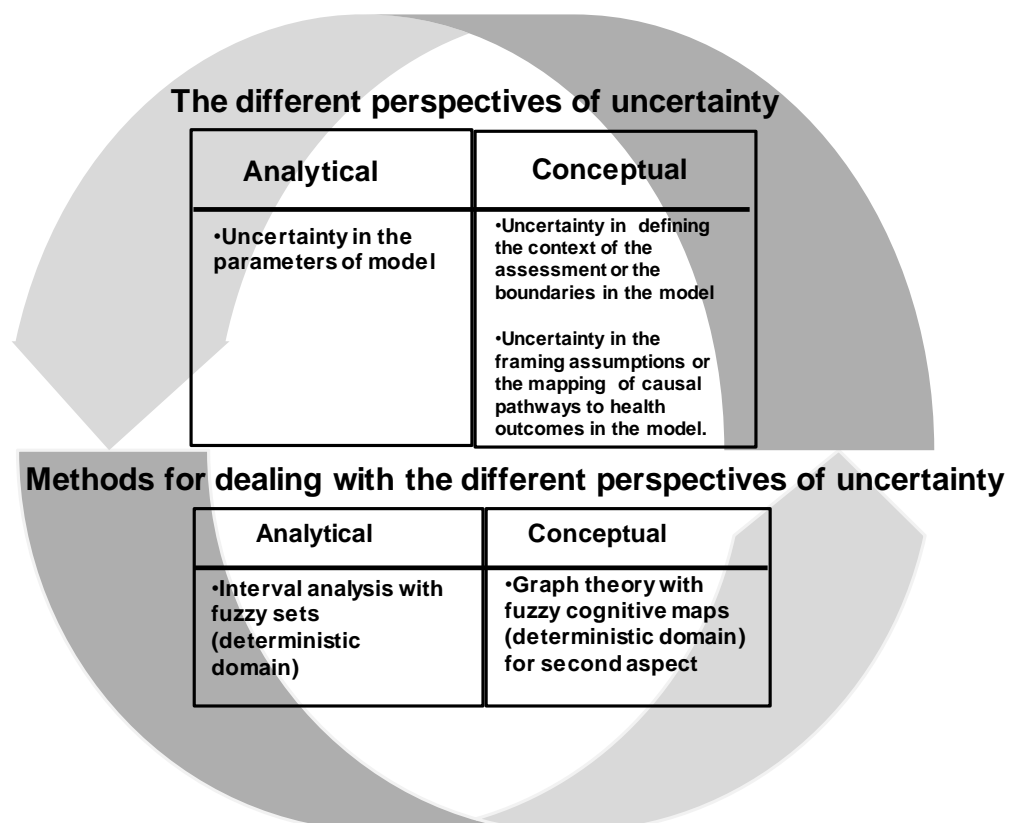 The different perspectives of uncertainty
Analytical
•Uncertainty in the
parameters of model
Conceptual
•Uncertainty in defining
the context of the
assessment or the
boundaries in the model
•Uncertainty in the
framing assumptions or
the mapping of causal
pathways to health
outcomes in the model.
Methods for dealing with the different perspectives of uncertainty
Analytical
•Interval analysis with
fuzzy sets
(deterministic
domain)
Conceptual
•Graph theory with
fuzzy cognitive maps
(deterministic domain)
for second aspect